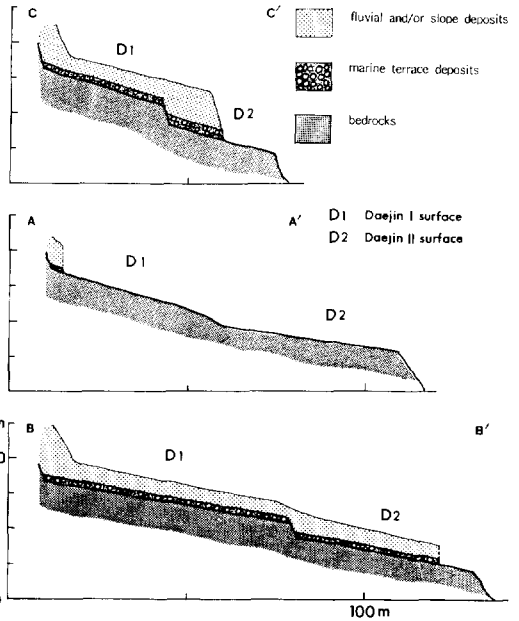 C C′
fluvial and/or slope deposits
D1
marine terrace deposits
D2
bedrocks
A A′
D1 Daejin I surface
D2 Daejin II surface
D1
D2
B B′
D1
D2
100m